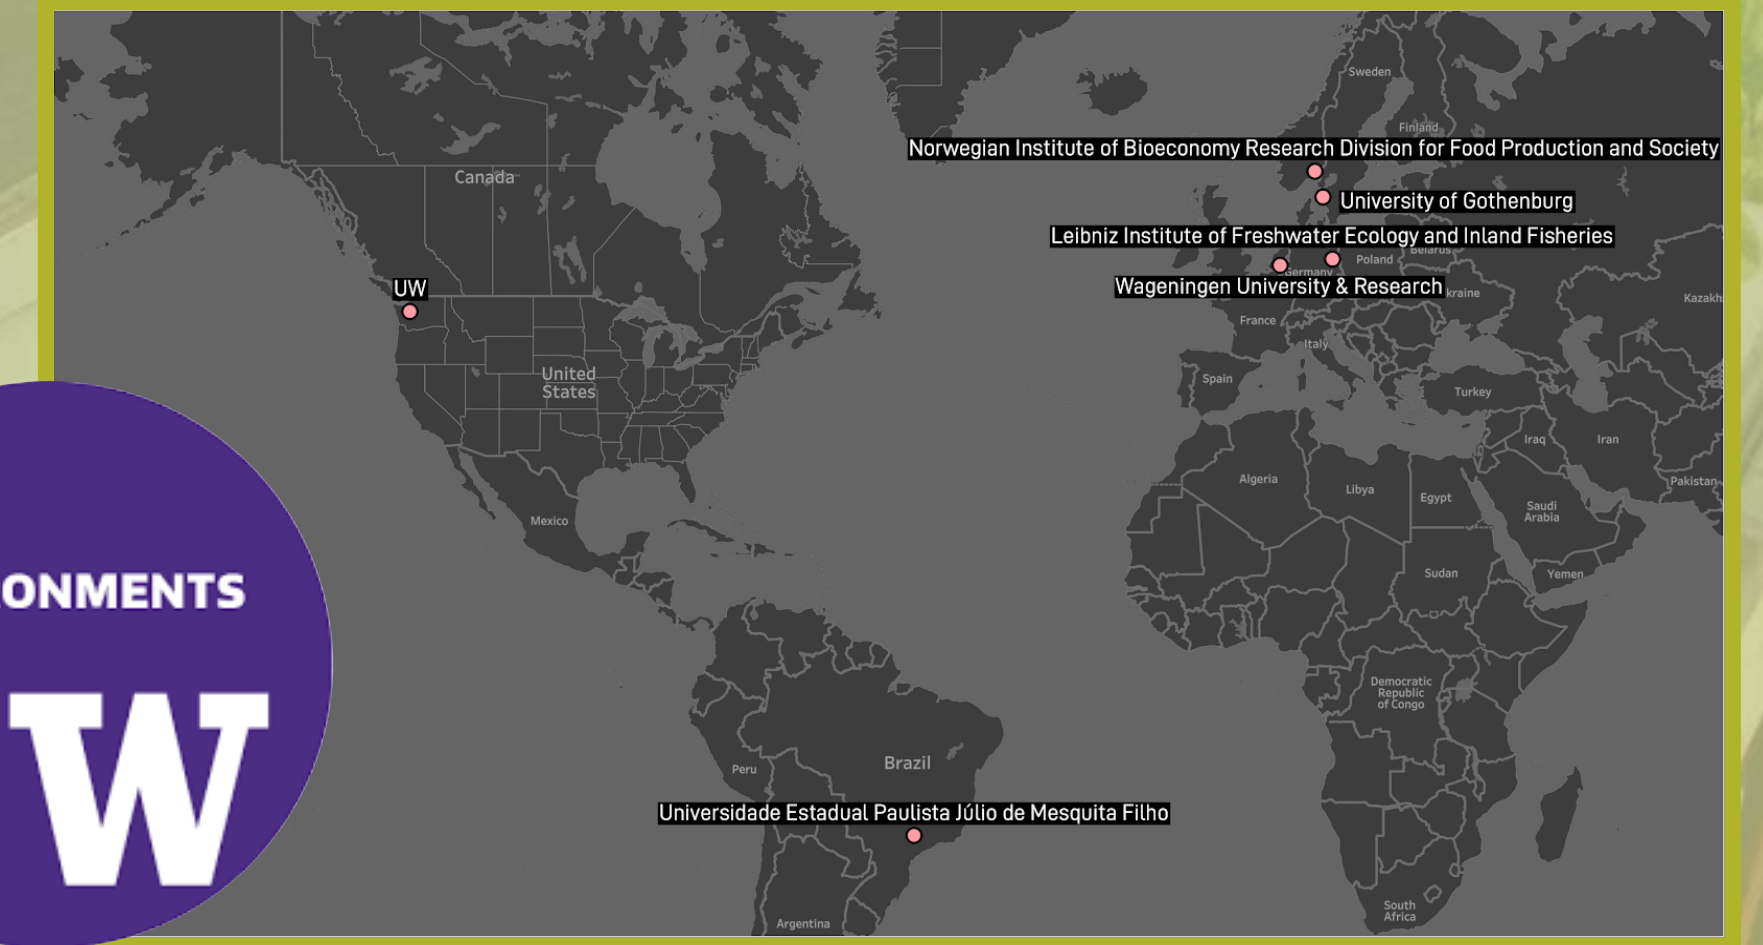 Sweden
Finland
Norwegian Institute of Bioeconomy Research Division for Food Production and Society
Canada
University of Gothenburg
Leibniz Institute of Freshwater Ecology and Inland Fisheries
Belarus
Poland
Germany
UW
Wageningen University & Research
kraine
Kazakh
France
Italy
United
States
Spain
Turkey
Iraq
Iran
Algeria
Libya
Egypt
Pakistan
Saudi
Arabia
Mexico
Sudan
Yemen
ONMENTS
W
Democratic
Republic
of Congo
Brazil
Peru
Universidade Estadual Paulista Júlio de Mesquita Filho
South
Africa
Argentina